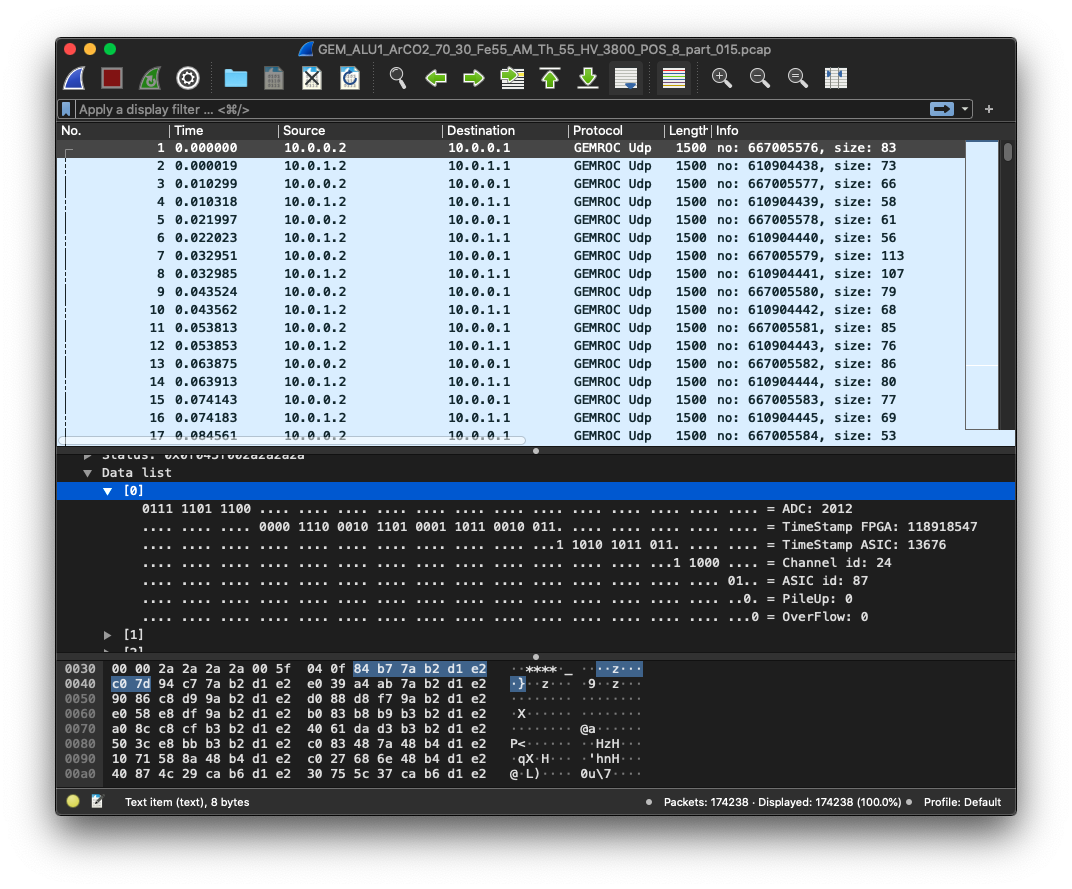 GEM_ALU1_ArCO2_70_30_Fe55_AM_Th_55_HV_3800_POS_8_part_015.pcap
Apply a display filter ... <⌘/>
No. Time Source Destination Protocol Length Info
1 0.000000 10.0.0.2 10.0.0.1 GEMROC Udp 1500 no: 667005576, size: 83
2 0.000019 10.0.1.2 10.0.1.1 GEMROC Udp 1500 no: 610904438, size: 73
3 0.010299 10.0.0.2 10.0.0.1 GEMROC Udp 1500 no: 667005577, size: 66
4 0.010318 10.0.1.2 10.0.1.1 GEMROC Udp 1500 no: 610904439, size: 58
5 0.021997 10.0.0.2 10.0.0.1 GEMROC Udp 1500 no: 667005578, size: 61
6 0.022023 10.0.1.2 10.0.1.1 GEMROC Udp 1500 no: 610904440, size: 56
7 0.032951 10.0.0.2 10.0.0.1 GEMROC Udp 1500 no: 667005579, size: 113
8 0.032985 10.0.1.2 10.0.1.1 GEMROC Udp 1500 no: 610904441, size: 107
9 0.043524 10.0.0.2 10.0.0.1 GEMROC Udp 1500 no: 667005580, size: 79
10 0.043562 10.0.1.2 10.0.1.1 GEMROC Udp 1500 no: 610904442, size: 68
11 0.053813 10.0.0.2 10.0.0.1 GEMROC Udp 1500 no: 667005581, size: 85
12 0.053853 10.0.1.2 10.0.1.1 GEMROC Udp 1500 no: 610904443, size: 76
13 0.063875 10.0.0.2 10.0.0.1 GEMROC Udp 1500 no: 667005582, size: 86
14 0.063913 10.0.1.2 10.0.1.1 GEMROC Udp 1500 no: 610904444, size: 80
15 0.074143 10.0.0.2 10.0.0.1 GEMROC Udp 1500 no: 667005583, size: 77
16 0.074183 10.0.1.2 10.0.1.1 GEMROC Udp 1500 no: 610904445, size: 69
17 0.084561 10.0.0.2 10.0.0.1 GEMROC Udp 1500 no: 667005584, size: 53
Status: 0x0f045f002a2a2a2a
Data list
[0]
0111 1101 1100 .... .... .... .... .... .... .... .... .... .... .... .... .... = ADC: 2012
.... .... .... 0000 1110 0010 1101 0001 1011 0010 011. .... .... .... .... .... = TimeStamp FPGA: 118918547
.... .... .... .... .... .... .... .... .... .... ...1 1010 1011 011. .... .... = TimeStamp ASIC: 13676
.... .... .... .... .... .... .... .... .... .... .... .... .... ...1 1000 .... = Channel id: 24
.... .... .... .... .... .... .... .... .... .... .... .... .... .... .... 01.. = ASIC id: 87
.... .... .... .... .... .... .... .... .... .... .... .... .... .... .... ..0. = PileUp: 0
.... .... .... .... .... .... .... .... .... .... .... .... .... .... .... ...0 = OverFlow: 0
[1]
[2]
0030 00 00 2a 2a 2a 2a 00 5f 04 0f 84 b7 7a b2 d1 e2 ··****·_ ····z···
0040 c0 7d 94 c7 7a b2 d1 e2 e0 39 a4 ab 7a b2 d1 e2 ·}··z··· ·9··z···
0050 90 86 c8 d9 9a b2 d1 e2 d0 88 d8 f7 9a b2 d1 e2 ········ ········
0060 e0 58 e8 df 9a b2 d1 e2 b0 83 b8 b9 b3 b2 d1 e2 ·X······ ········
0070 a0 8c c8 cf b3 b2 d1 e2 40 61 da d3 b3 b2 d1 e2 ········ @a······
0080 50 3c e8 bb b3 b2 d1 e2 c0 83 48 7a 48 b4 d1 e2 P<······ ··HzH···
0090 10 71 58 8a 48 b4 d1 e2 c0 27 68 6e 48 b4 d1 e2 ·qX·H··· ·'hnH···
00a0 40 87 4c 29 ca b6 d1 e2 30 75 5c 37 ca b6 d1 e2 @·L)···· 0u\7····
Text item (text), 8 bytes
Packets: 174238 · Displayed: 174238 (100.0%)
Profile: Default